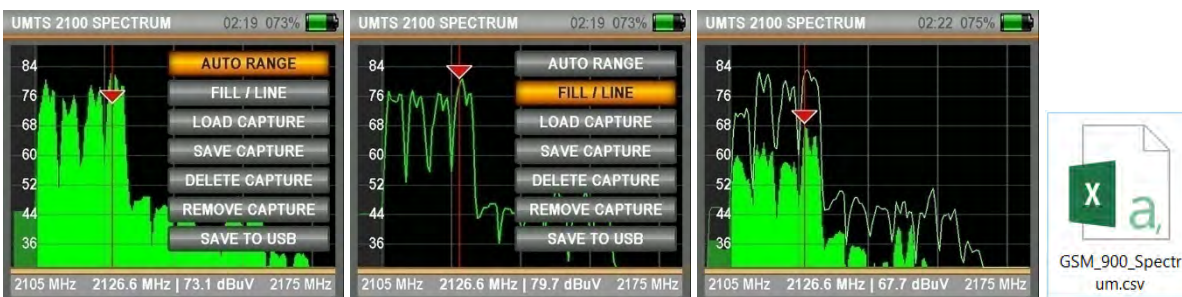 UMTS 2100 SPECTRUM 02:19 073%
84
76
68
60
52
44
36
AUTO RANGE
FILL / LINE
LOAD CAPTURE
SAVE CAPTURE
DELETE CAPTURE
REMOVE CAPTURE
SAVE TO USB
2105 MHz 2126.6 MHz | 73.1 dBuV 2175 MHz
UMTS 2100 SPECTRUM 02:19 073%
84
76
68
60
52
44
36
AUTO RANGE
FILL / LINE
LOAD CAPTURE
SAVE CAPTURE
DELETE CAPTURE
REMOVE CAPTURE
SAVE TO USB
2105 MHz 2126.6 MHz | 79.7 dBuV 2175 MHz
UMTS 2100 SPECTRUM 02:22 075%
84
76
68
60
52
44
36
2105 MHz 2126.6 MHz | 67.7 dBuV 2175 MHz
X
a,
GSM_900_Spectr
um.csv